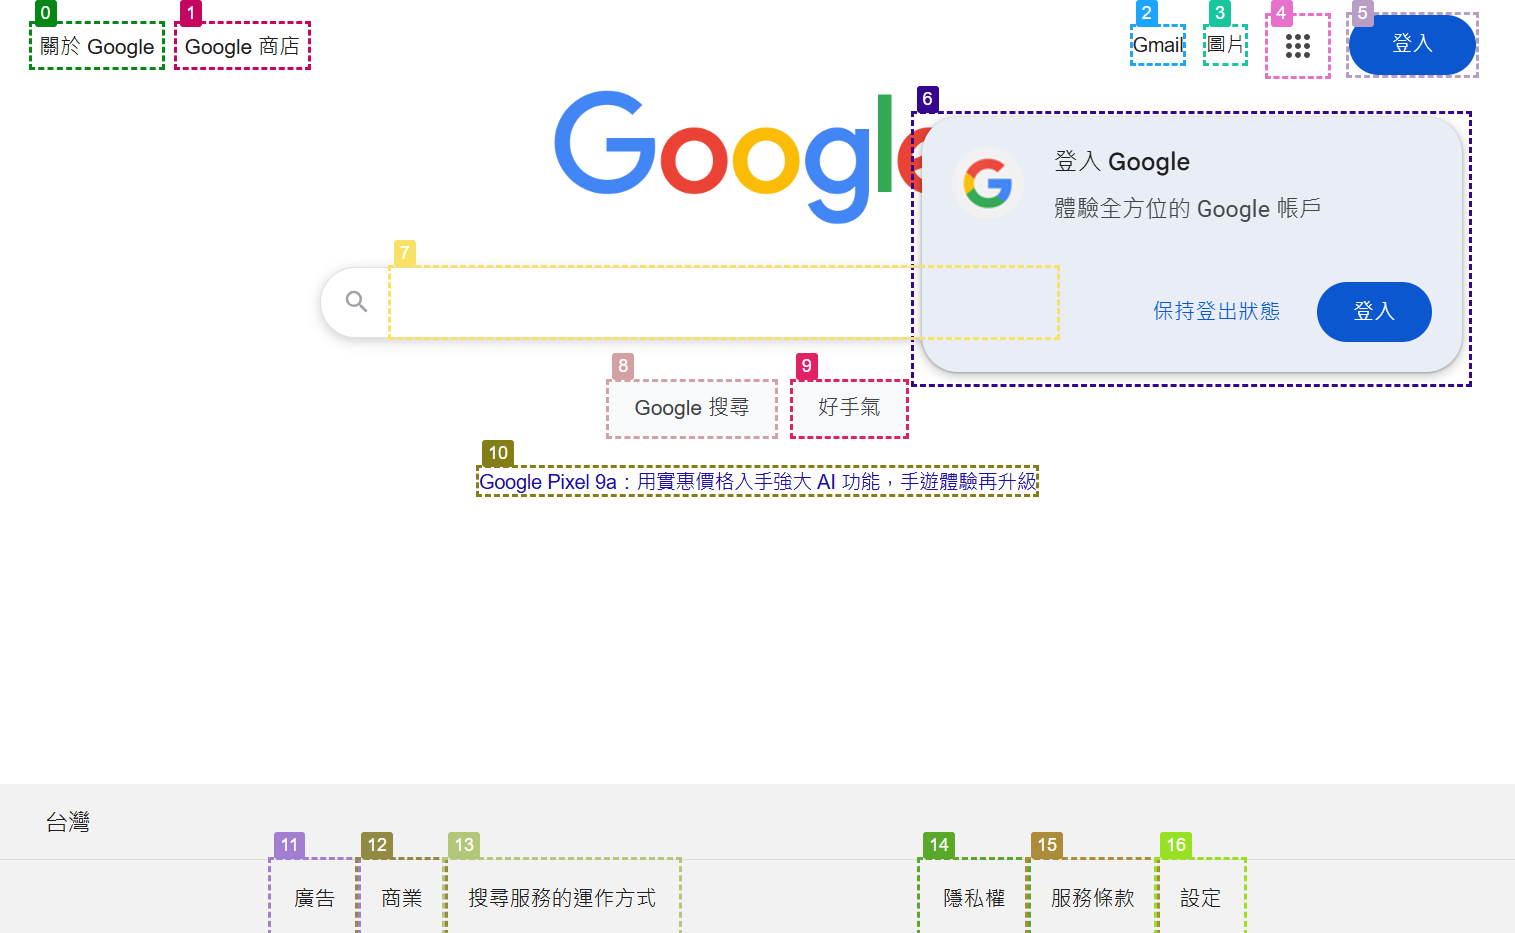 0
1
2
3
4
5
關於 Google
Google 商店
Gmail
圖片
登入
6
Google
登入 Google
體驗全方位的 Google 帳戶
7
保持登出狀態
登入
8
9
Google 搜尋
好手氣
10
Google Pixel 9a：用實惠價格入手強大 AI 功能，手遊體驗再升級
台灣
11
12
13
14
15
16
廣告
商業
搜尋服務的運作方式
隱私權
服務條款
設定